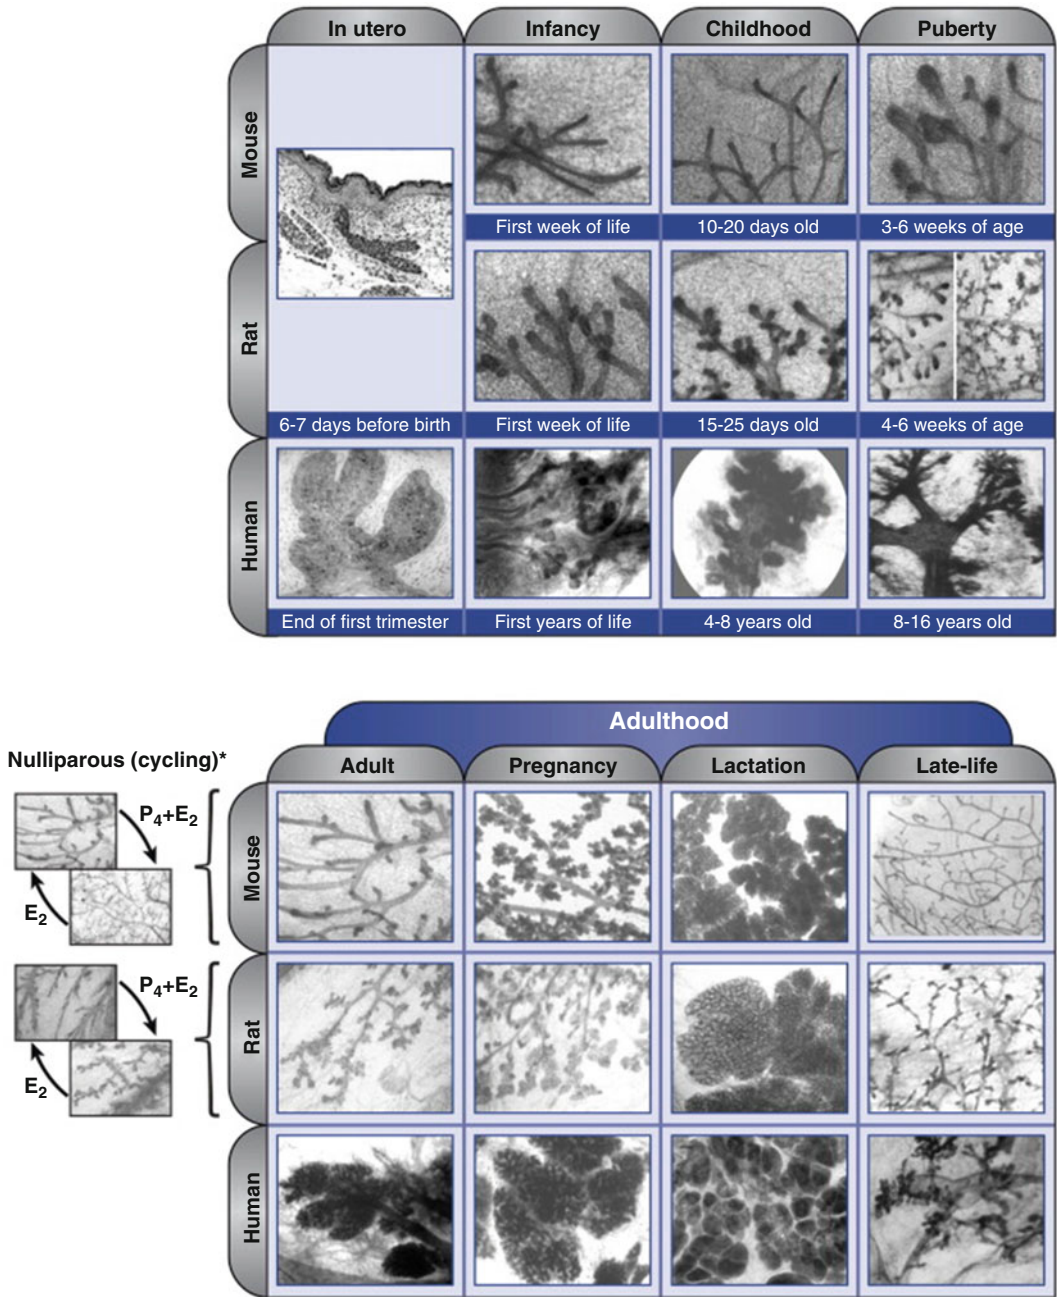 In utero
Infancy
Childhood
Puberty
Mouse
First week of life
10-20 days old
3-6 weeks of age
Rat
6-7 days before birth
First week of life
15-25 days old
4-6 weeks of age
Human
End of first trimester
First years of life
4-8 years old
8-16 years old
Adulthood
Nulliparous (cycling)*
Adult
Pregnancy
Lactation
Late-life
P₄+E₂
E₂
Mouse
P₄+E₂
E₂
Rat
Human